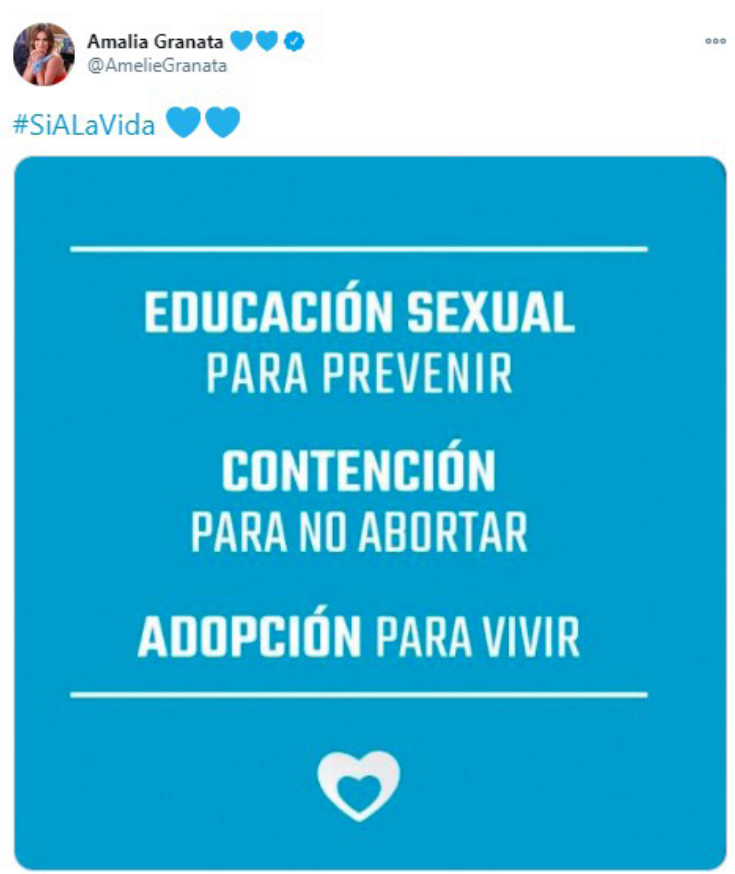 Amalia Granata 💙💙
@AmelieGranata
#SiALaVida 💙💙
EDUCACIÓN SEXUAL
PARA PREVENIR
CONTENCIÓN
PARA NO ABORTAR
ADOPCIÓN PARA VIVIR